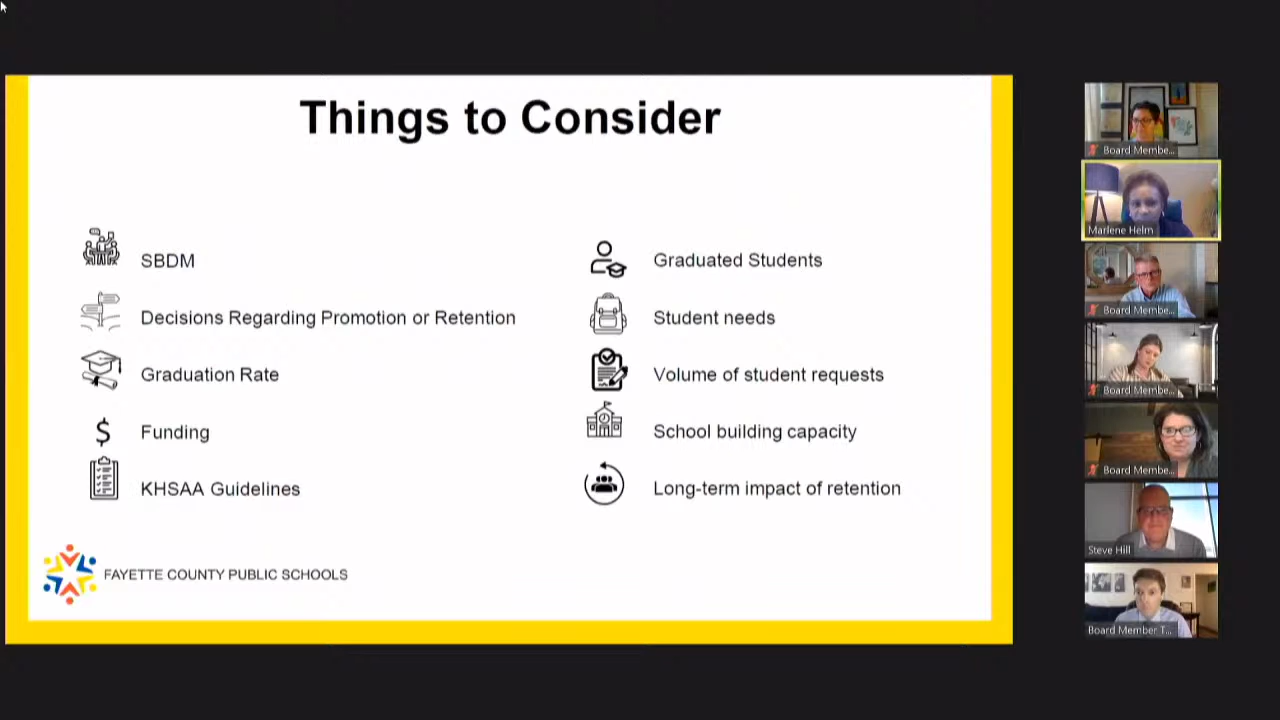 Things to Consider
SBDM
Decisions Regarding Promotion or Retention
Graduation Rate
$ Funding
KHSAA Guidelines
Graduated Students
Student needs
Volume of student requests
School building capacity
Long-term impact of retention
FAYETTE COUNTY PUBLIC SCHOOLS
Board Membe...
Marlene Helm
Board Membe...
Board Membe...
Board Membe...
Steve Hill
Board Member T...